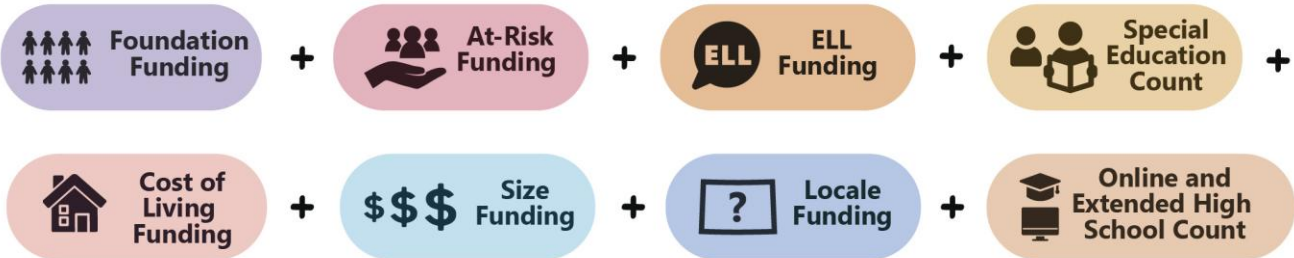 Foundation
Funding
+
At-Risk
Funding
+
ELL
ELL
Funding
+
Special
Education
Count
+
Cost of
Living
Funding
+
$$$
Size
Funding
+
?
Locale
Funding
+
Online and
Extended High
School Count